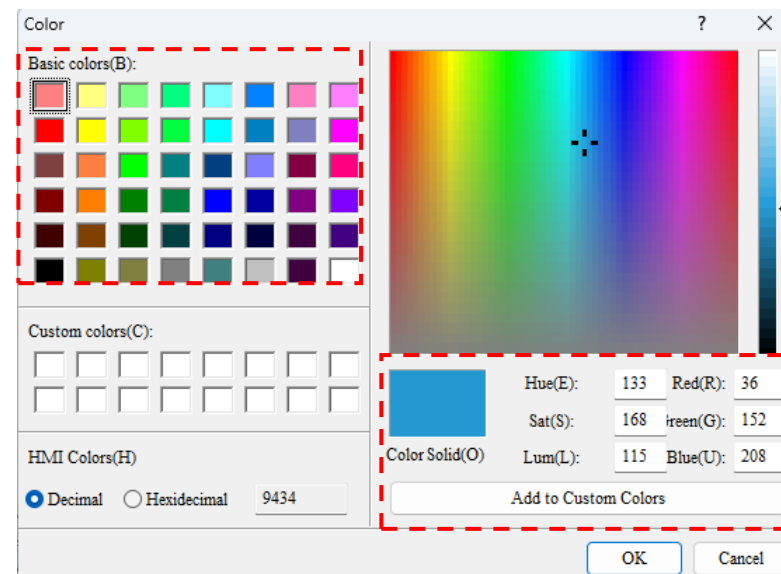 Color ?
Basic colors(B):
Custom colors(C):
HMI Colors(H)
Decimal Hexidecimal 9434
Hue(E): 133 Red(R): 36
Sat(S): 168 reen(G): 152
Color Solid(O) Lum(L): 115 Blue(U): 208
Add to Custom Colors
OK Cancel